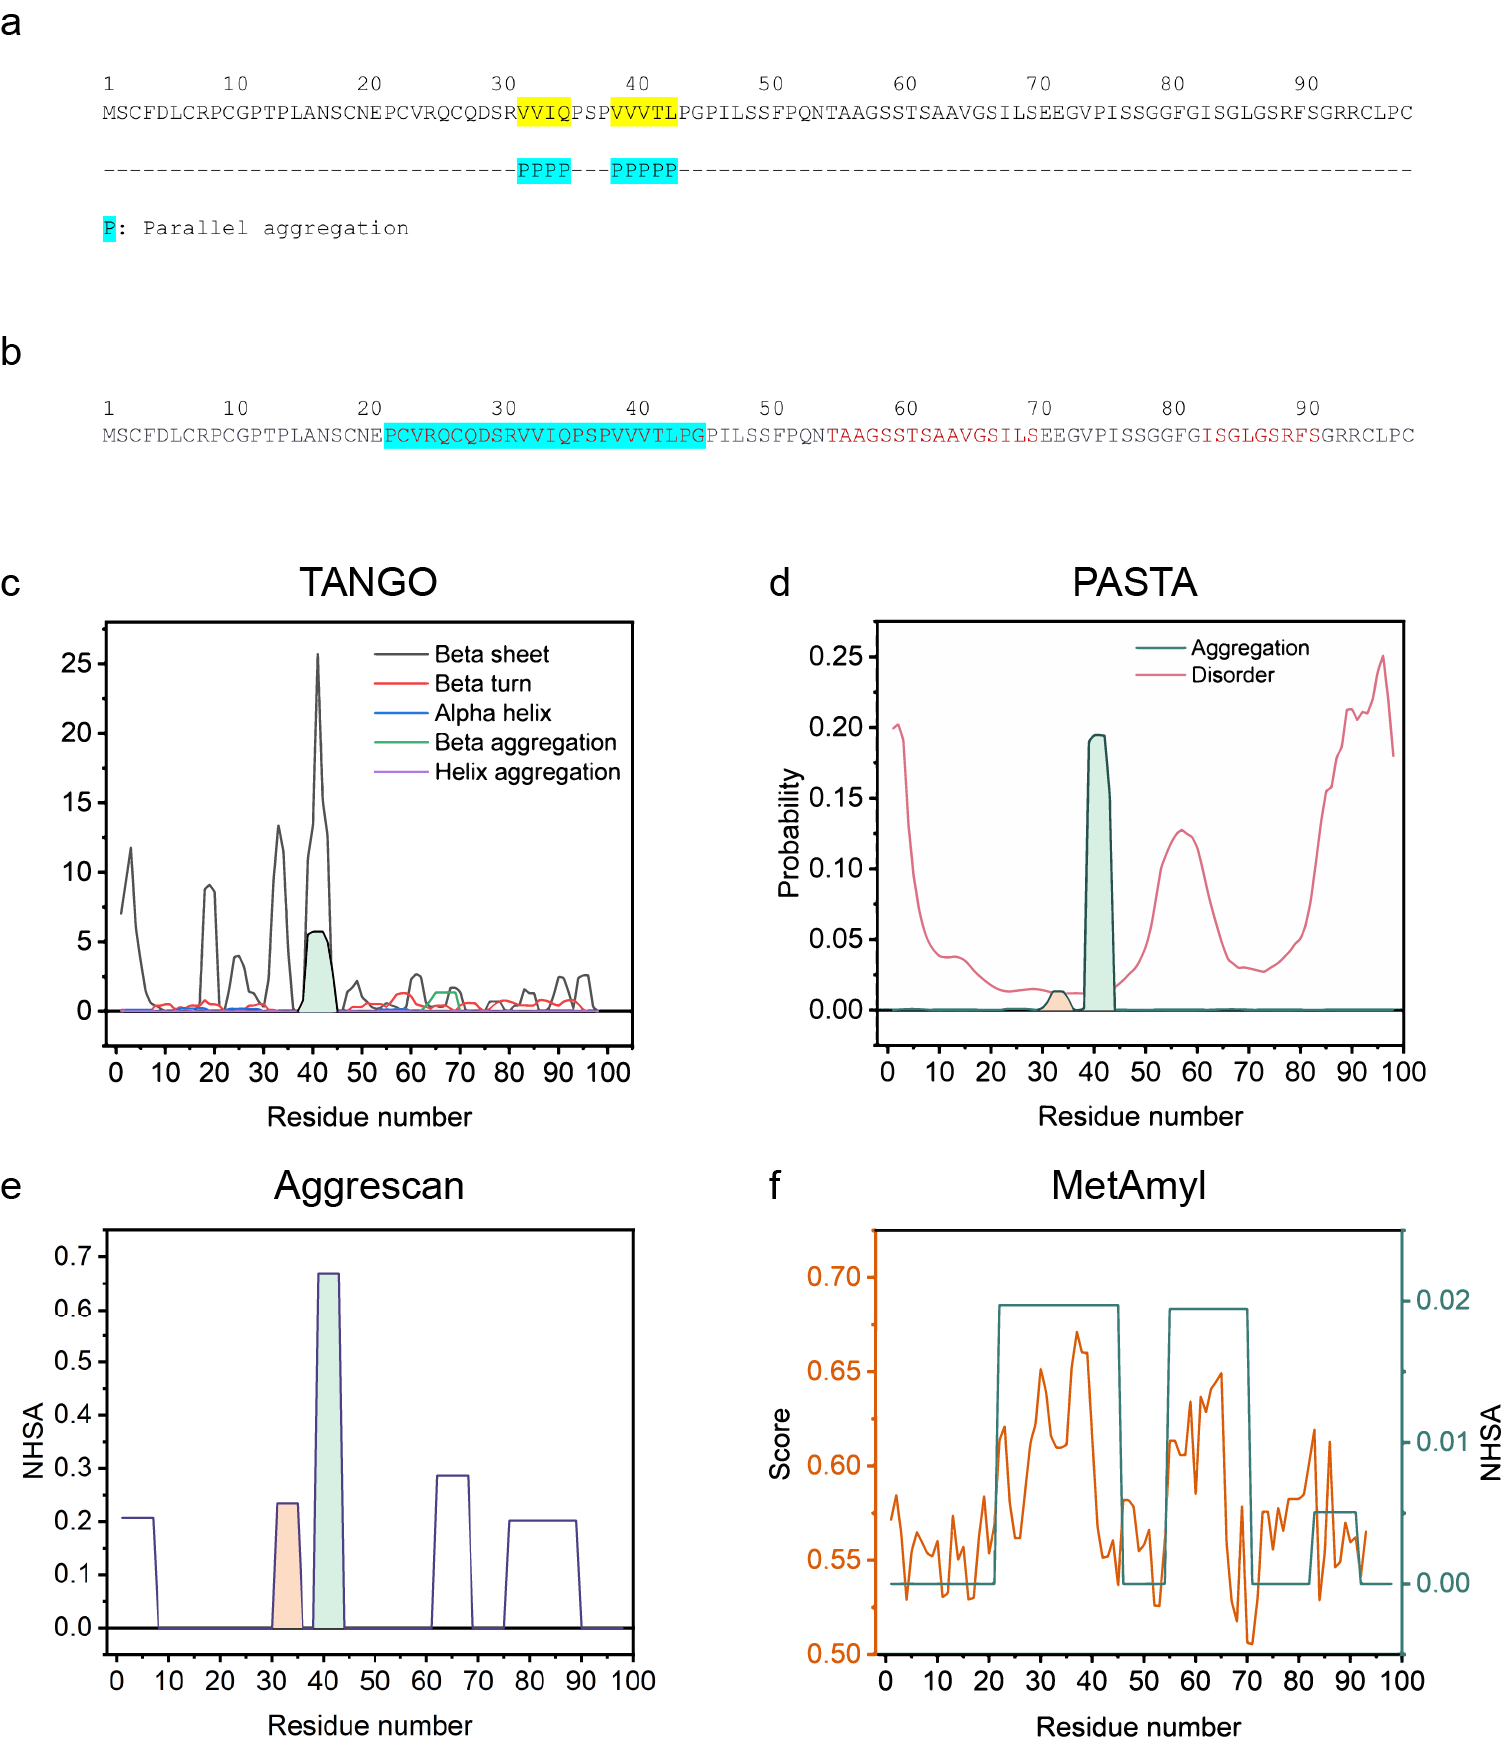 a
1 10 20 30 40 50 60 70 80 90
MSCFDLCRPCGPTPLANSCNEPCVRQCQDSRVVIQPSPVVVTLPGPILSSFPQNTAAGSSTSAAVGSILSEEGVPISSGGFGISGLGSRFSGRRCLPC
-------------------------------PPPP---PPPPP-------------------------------------------------------
P: Parallel aggregation
b
1 10 20 30 40 50 60 70 80 90
MSCFDLCRPCGPTPLANSCNEPCVRQCQDSRVVIQPSPVVVTLPGPILSSFPQNTAAGSSTSAAVGSILSEEGVPISSGGFGISGLGSRFSGRRCLPC
c
TANGO
25
20
15
10
5
0
Beta sheet
Beta turn
Alpha helix
Beta aggregation
Helix aggregation
0 10 20 30 40 50 60 70 80 90 100
Residue number
d
PASTA
Probability
0.25
0.20
0.15
0.10
0.05
0.00
Aggregation
Disorder
0 10 20 30 40 50 60 70 80 90 100
Residue number
e
Aggrescan
NHSA
0.7
0.6
0.5
0.4
0.3
0.2
0.1
0.0
0 10 20 30 40 50 60 70 80 90 100
Residue number
f
MetAmyl
Score
0.70
0.65
0.60
0.55
0.50
0.02
0.01
0.00
NHSA
0 10 20 30 40 50 60 70 80 90 100
Residue number